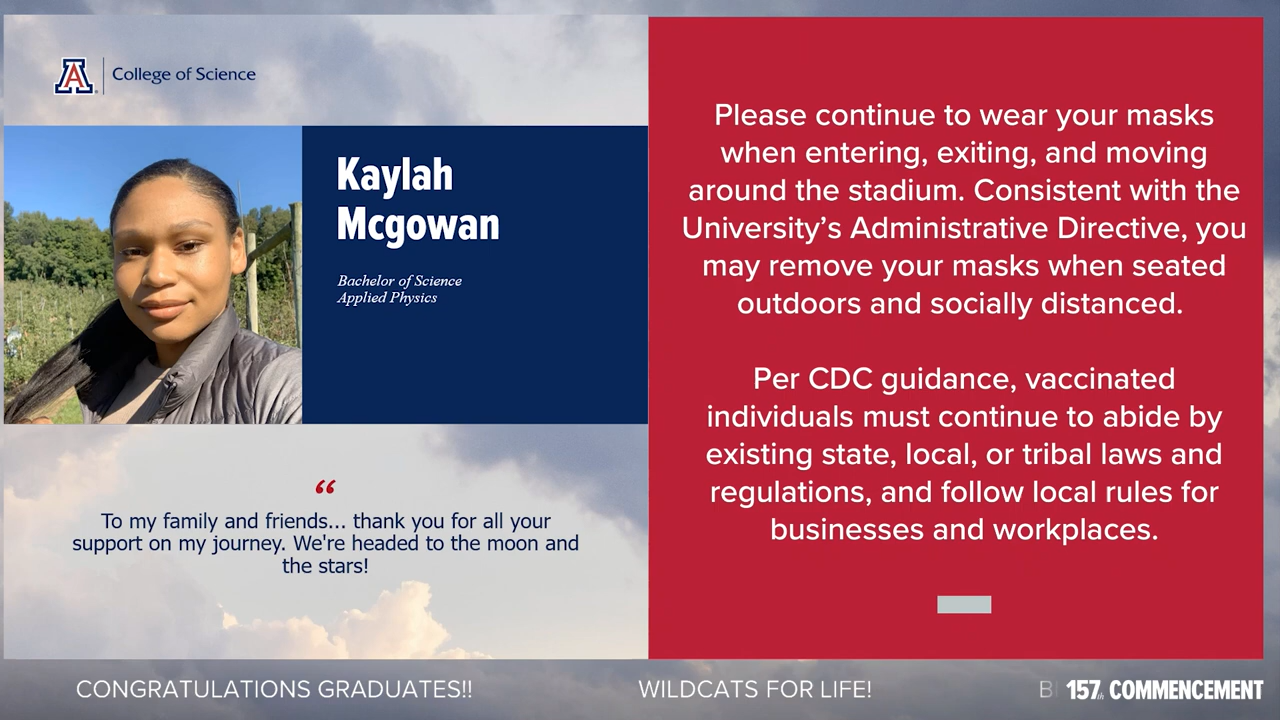 A
College of Science
Kaylah
Mcgowan
Bachelor of Science
Applied Physics
“
To my family and friends... thank you for all your
support on my journey. We're headed to the moon and
the stars!
Please continue to wear your masks
when entering, exiting, and moving
around the stadium. Consistent with the
University’s Administrative Directive, you
may remove your masks when seated
outdoors and socially distanced.
Per CDC guidance, vaccinated
individuals must continue to abide by
existing state, local, or tribal laws and
regulations, and follow local rules for
businesses and workplaces.
CONGRATULATIONS GRADUATES!! WILDCATS FOR LIFE! 157th COMMENCEMENT